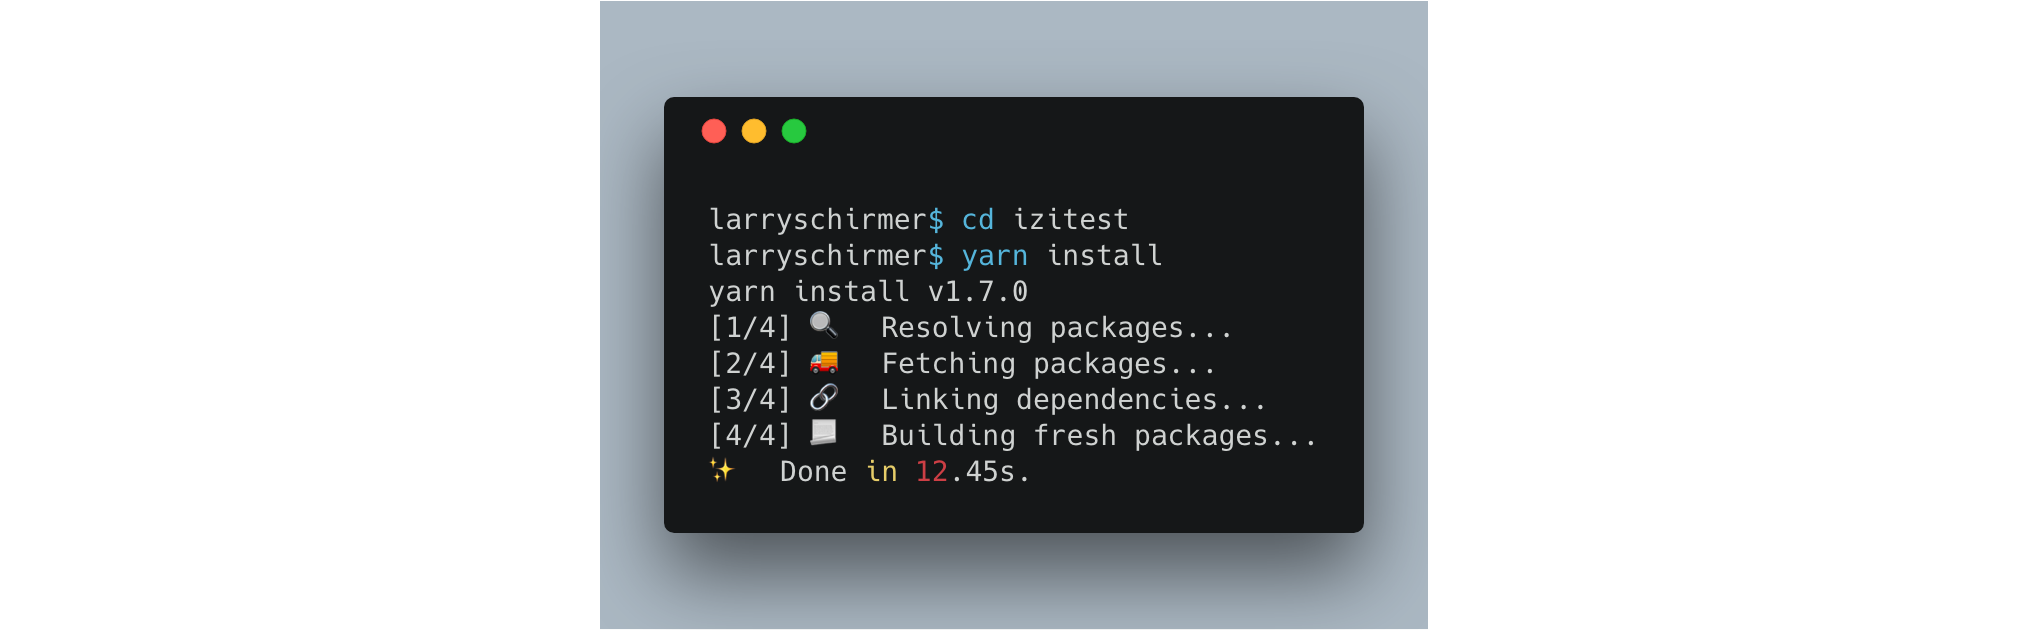 larryschirmer$ cd izitest
larryschirmer$ yarn install
yarn install v1.7.0
[1/4] 🔍 Resolving packages...
[2/4] 🚚 Fetching packages...
[3/4] 🔗 Linking dependencies...
[4/4] 📃 Building fresh packages...
✨ Done in 12.45s.